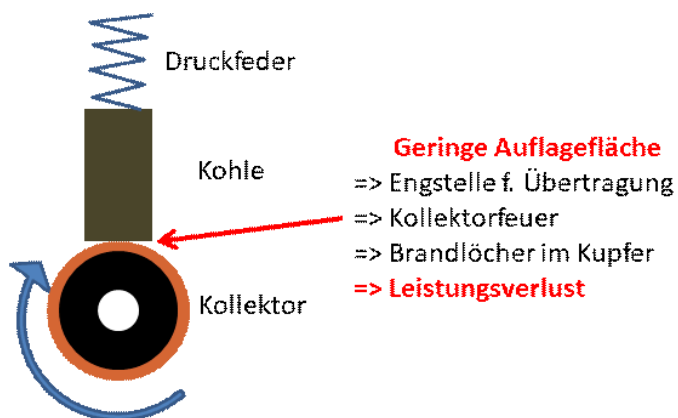 Druckfeder
Kohle
Kollektor
Geringe Auflagefläche
=> Engstelle f. Übertragung
=> Kollektorfeuer
=> Brandlöcher im Kupfer
=> Leistungsverlust